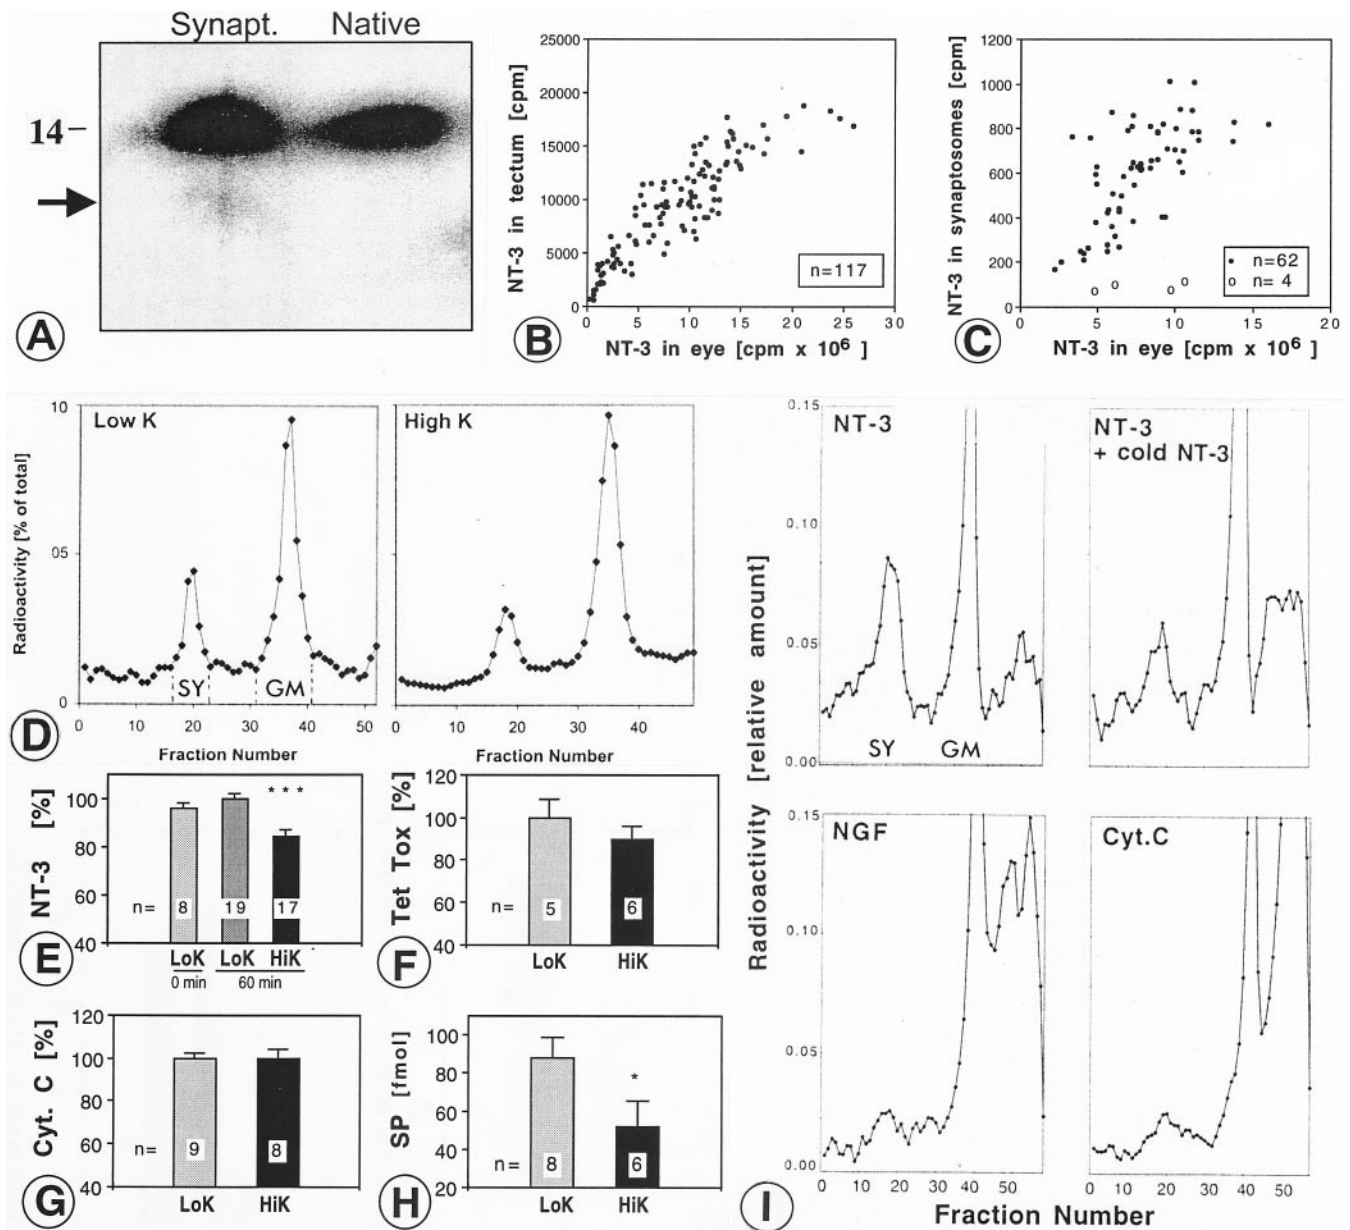 Synapt. Native
14
A
NT-3 in tectum [cpm]
25000
20000
15000
10000
5000
0
0 5 10 15 20 25 30
n=117
NT-3 in eye [cpm x 10⁶ ]
B
NT-3 in synaptosomes [cpm]
1200
1000
800
600
400
200
0
0 5 10 15 20
• n=62
o n= 4
NT-3 in eye [cpm x 10⁶ ]
C
Radioactivity [% of total]
10
05
0
Low K
SY GM
1 10 20 30 40 50
Fraction Number
High K
1 10 20 30 40
Fraction Number
D
NT-3 [%]
100
80
60
40
* * *
n= 8 19 17
LoK LoK HiK
0 min 60 min
E
Tet Tox [%]
120
100
80
60
40
n= 5 6
LoK HiK
F
Cyt. C [%]
120
100
80
60
40
n= 9 8
LoK HiK
G
SP [fmol]
100
80
60
40
20
*
n= 8 6
LoK HiK
H
Radioactivity [relative amount]
0.15
0.10
0.05
0.00
NT-3
SY GM
NT-3
+ cold NT-3
0.15
0.10
0.05
0.00
NGF
0 10 20 30 40 50
Cyt.C
0 10 20 30 40 50
Fraction Number
I